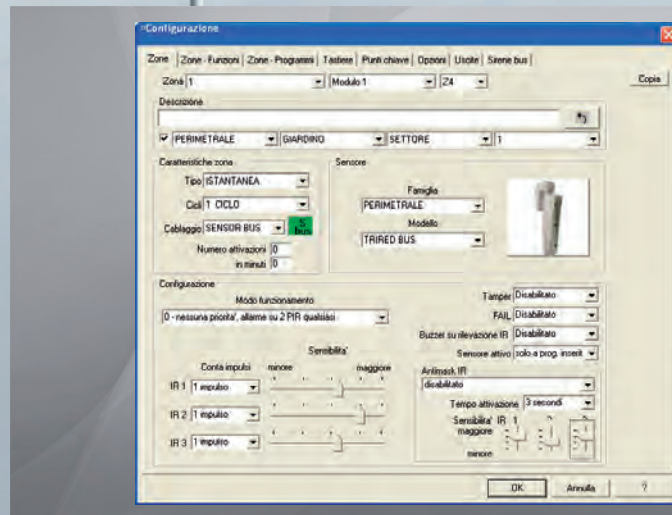 Configurazione
Zone Zone - Funzioni Zone - Programmi Tastiere Punti chiave Opzioni Uscite Sirene bus
Zona 1 Modulo 1 Z4 Copia
Descrizione
PERIMETRALE GIARDINO SETTORE 1
Caratteristiche zona Sensore
Tipo ISTANTANEA
Famiglia
Cicli 1 CICLO PERIMETRALE
Cablaggio SENSOR BUS S bus Modello
TRIRED BUS
Numero attivazioni 0
in minuti 0
Configurazione
Modo funzionamento Tamper Disabilitato
0 - nessuna priorita', allarme su 2 PIR qualsiasi FAIL Disabilitato
Buzzer su rilevazione IR Disabilitato
Sensibilita' Sensore attivo solo a prog. inserit
Conta impulsi minore maggiore Antimask IR
IR 1 1 impulso disabilitato
Tempo attivazione 3 secondi
IR 2 1 impulso Sensibilita' IR 1 2 3
maggiore
IR 3 1 impulso minore
OK Annulla ?